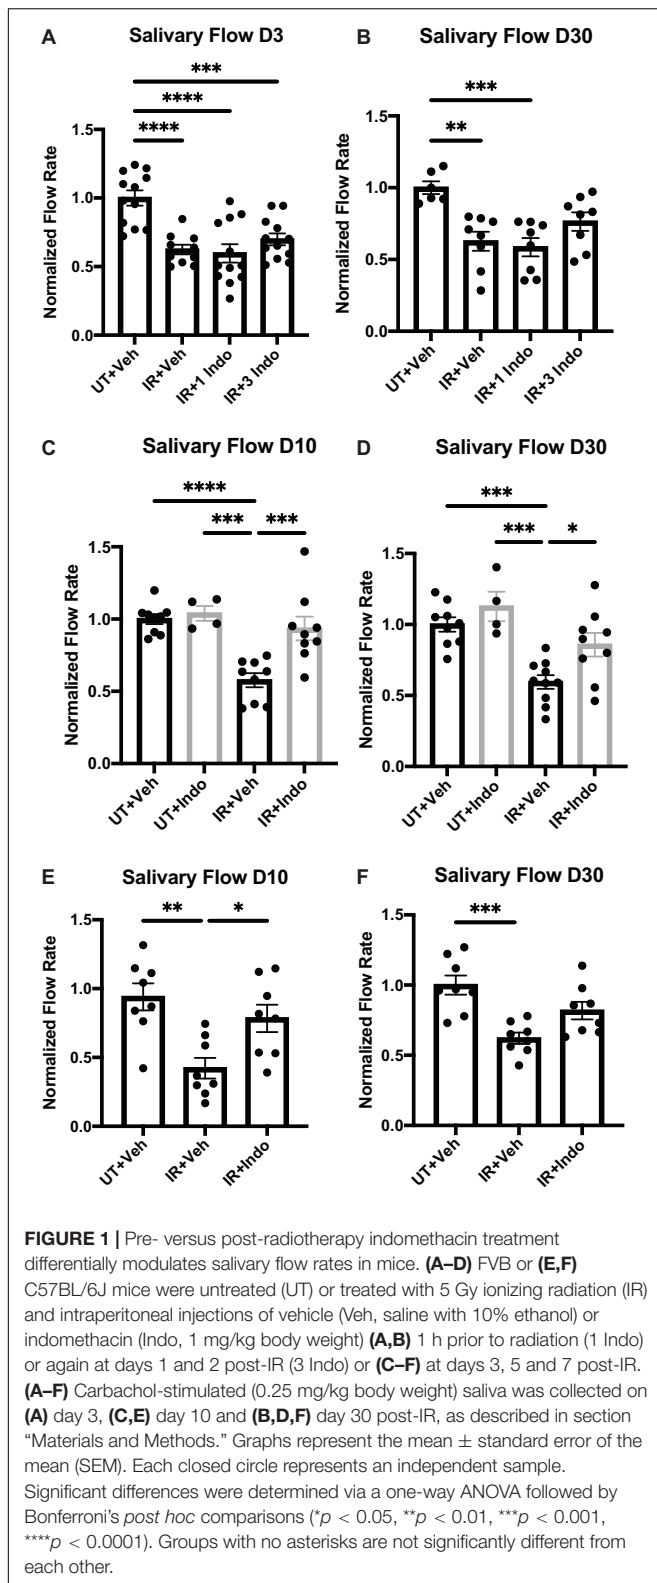 A
Salivary Flow D3
***
****
****
Normalized Flow Rate
1.5
1.0
0.5
0.0
UT+Veh
IR+Veh
IR+1 Indo
IR+3 Indo
B
Salivary Flow D30
***
**
Normalized Flow Rate
1.5
1.0
0.5
0.0
UT+Veh
IR+Veh
IR+1 Indo
IR+3 Indo
C
Salivary Flow D10
****
*** ***
Normalized Flow Rate
1.5
1.0
0.5
0.0
UT+Veh
UT+Indo
IR+Veh
IR+Indo
D
Salivary Flow D30
***
*** *
Normalized Flow Rate
1.5
1.0
0.5
0.0
UT+Veh
UT+Indo
IR+Veh
IR+Indo
E
Salivary Flow D10
** *
Normalized Flow Rate
1.5
1.0
0.5
0.0
UT+Veh
IR+Veh
IR+Indo
F
Salivary Flow D30
***
Normalized Flow Rate
1.5
1.0
0.5
0.0
UT+Veh
IR+Veh
IR+Indo
FIGURE 1 | Pre- versus post-radiotherapy indomethacin treatment
differentially modulates salivary flow rates in mice. (A–D) FVB or (E,F)
C57BL/6J mice were untreated (UT) or treated with 5 Gy ionizing radiation (IR)
and intraperitoneal injections of vehicle (Veh, saline with 10% ethanol) or
indomethacin (Indo, 1 mg/kg body weight) (A,B) 1 h prior to radiation (1 Indo)
or again at days 1 and 2 post-IR (3 Indo) or (C–F) at days 3, 5 and 7 post-IR.
(A–F) Carbachol-stimulated (0.25 mg/kg body weight) saliva was collected on
(A) day 3, (C,E) day 10 and (B,D,F) day 30 post-IR, as described in section
“Materials and Methods.” Graphs represent the mean ± standard error of the
mean (SEM). Each closed circle represents an independent sample.
Significant differences were determined via a one-way ANOVA followed by
Bonferroni’s post hoc comparisons (*p < 0.05, **p < 0.01, ***p < 0.001,
****p < 0.0001). Groups with no asterisks are not significantly different from
each other.